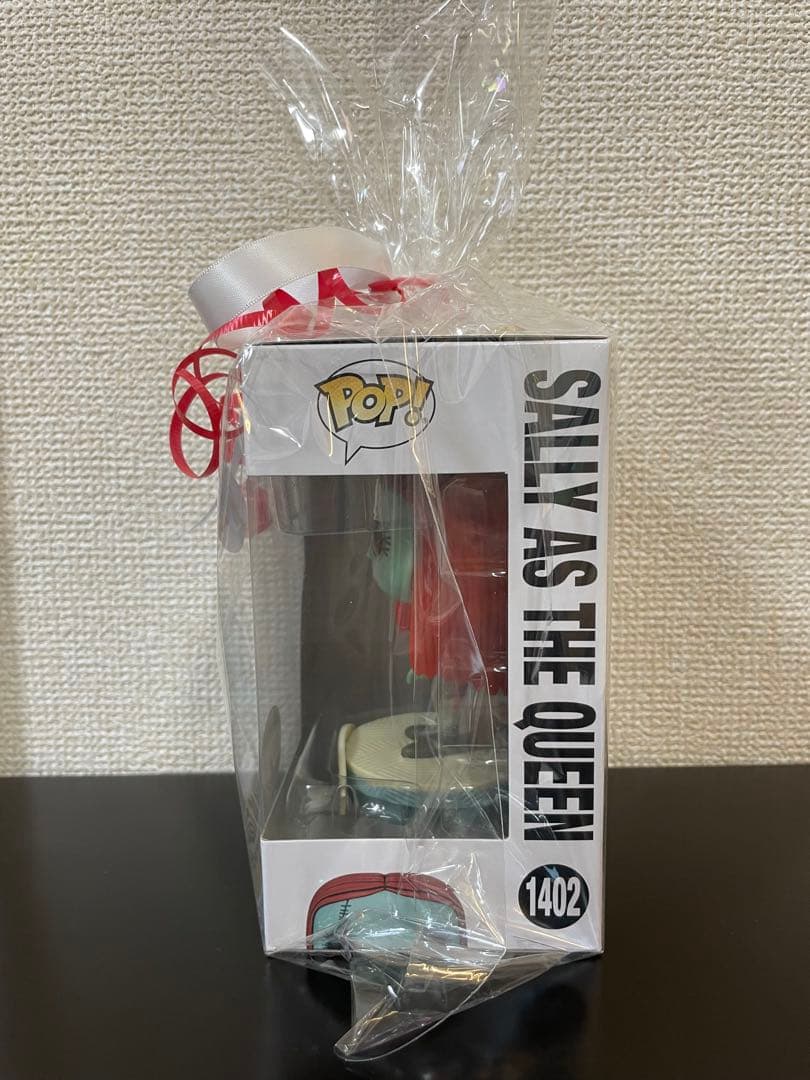 POP!
SALLY AS THE QUEEN
1402